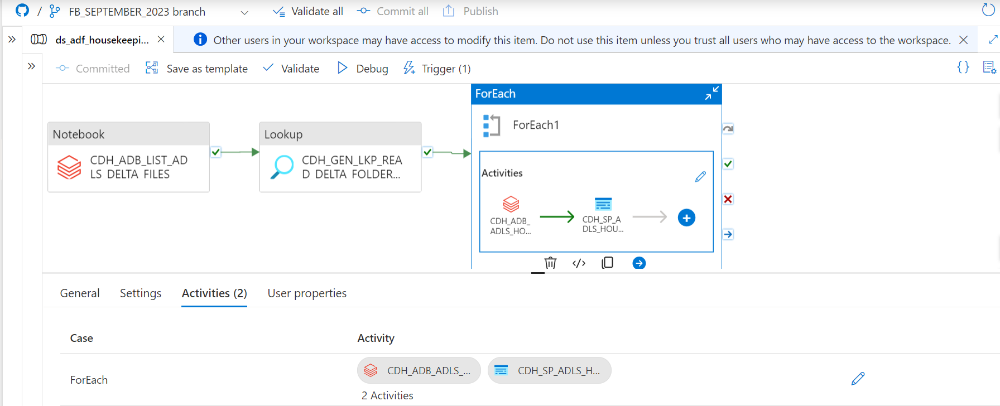 / FB_SEPTEMBER_2023 branch Validate all Commit all Publish
ds_adf_housekeepi... Other users in your workspace may have access to modify this item. Do not use this item unless you trust all users who may have access to the workspace.
Committed Save as template Validate Debug Trigger (1) {}
ForEach
ForEach1
Notebook
CDH_ADB_LIST_AD
LS_DELTA_FILES
Lookup
CDH_GEN_LKP_REA
D_DELTA_FOLDER...
Activities
CDH_ADB_
ADLS_HO...
CDH_SP_A
DLS_HOU...
General Settings Activities (2) User properties
Case Activity
ForEach
CDH_ADB_ADLS_... CDH_SP_ADLS_H...
2 Activities